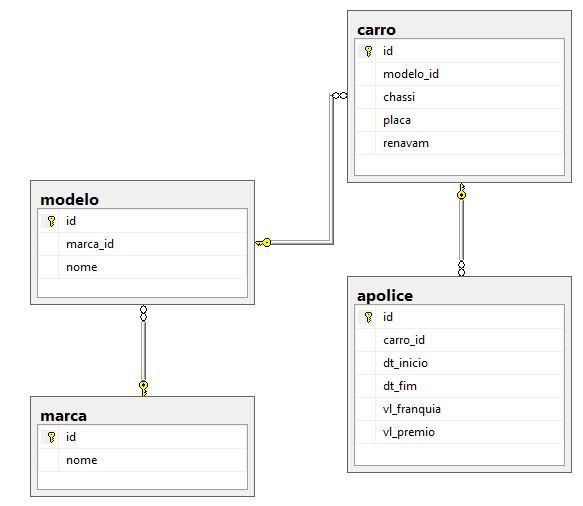 carro
id
modelo_id
chassi
placa
renavam
modelo
id
marca_id
nome
apolice
id
carro_id
dt_inicio
dt_fim
vl_franquia
vl_premio
marca
id
nome